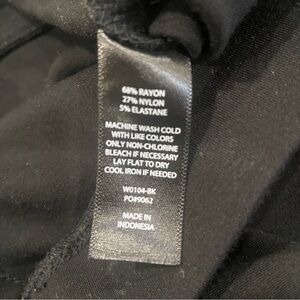 68% RAYON
27% NYLON
5% ELASTANE
MACHINE WASH COLD
WITH LIKE COLORS
ONLY NON-CHLORINE
BLEACH IF NECESSARY
LAY FLAT TO DRY
COOL IRON IF NEEDED
W0104-BK
PO#9062
MADE IN
INDONESIA